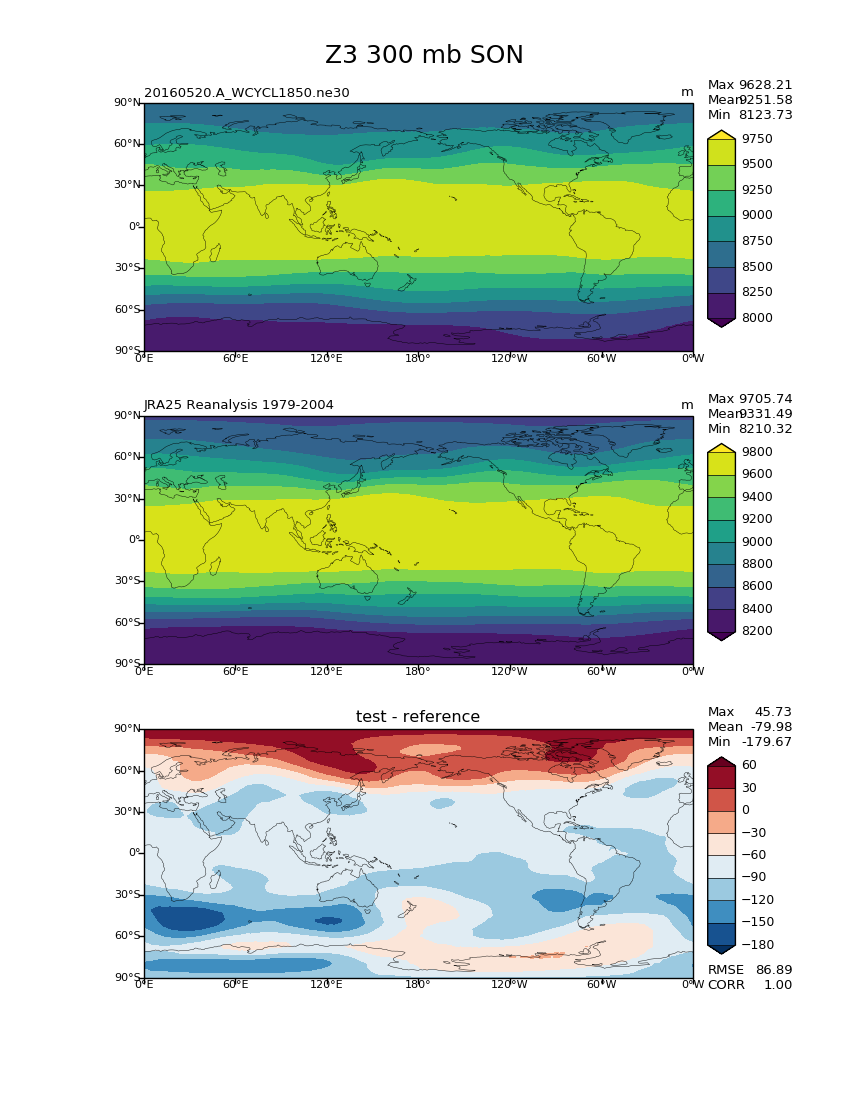 Z3 300 mb SON
20160520.A_WCYCL1850.ne30
m
Max 9628.21
Mean 9251.58
Min 8123.73
90°N
60°N
30°N
0°
30°S
60°S
90°S
0°E 60°E 120°E 180° 120°W 60°W 0°W
9750
9500
9250
9000
8750
8500
8250
8000
JRA25 Reanalysis 1979-2004
m
Max 9705.74
Mean 9331.49
Min 8210.32
90°N
60°N
30°N
0°
30°S
60°S
90°S
0°E 60°E 120°E 180° 120°W 60°W 0°W
9800
9600
9400
9200
9000
8800
8600
8400
8200
test - reference
Max 45.73
Mean -79.98
Min -179.67
90°N
60°N
30°N
0°
30°S
60°S
90°S
0°E 60°E 120°E 180° 120°W 60°W 0°W
60
30
0
−30
−60
−90
−120
−150
−180
RMSE 86.89
CORR 1.00